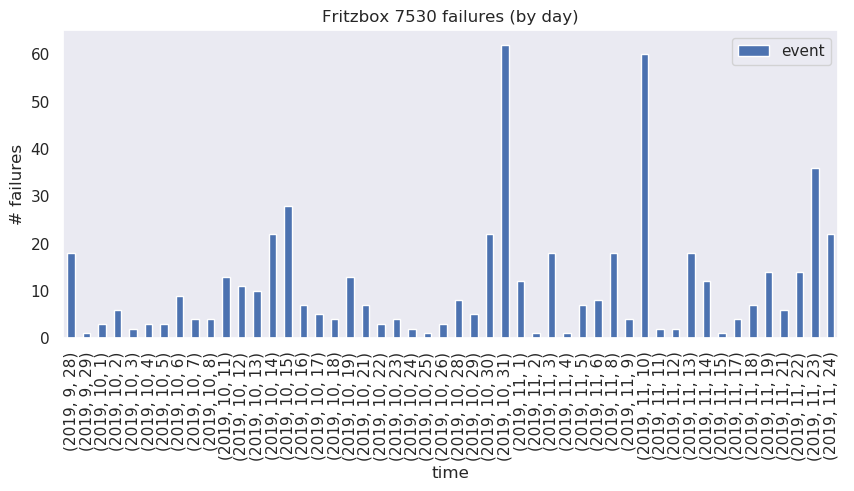 Fritzbox 7530 failures (by day)
event
# failures
60
50
40
30
20
10
0
(2019, 9, 28)
(2019, 9, 29)
(2019, 10, 1)
(2019, 10, 2)
(2019, 10, 3)
(2019, 10, 4)
(2019, 10, 5)
(2019, 10, 6)
(2019, 10, 7)
(2019, 10, 8)
(2019, 10, 11)
(2019, 10, 12)
(2019, 10, 13)
(2019, 10, 14)
(2019, 10, 15)
(2019, 10, 16)
(2019, 10, 17)
(2019, 10, 18)
(2019, 10, 19)
(2019, 10, 21)
(2019, 10, 22)
(2019, 10, 23)
(2019, 10, 24)
(2019, 10, 25)
(2019, 10, 26)
(2019, 10, 28)
(2019, 10, 29)
(2019, 10, 30)
(2019, 10, 31)
(2019, 11, 1)
(2019, 11, 2)
(2019, 11, 3)
(2019, 11, 4)
(2019, 11, 5)
(2019, 11, 6)
(2019, 11, 8)
(2019, 11, 9)
(2019, 11, 10)
(2019, 11, 11)
(2019, 11, 12)
(2019, 11, 13)
(2019, 11, 14)
(2019, 11, 15)
(2019, 11, 17)
(2019, 11, 18)
(2019, 11, 19)
(2019, 11, 21)
(2019, 11, 22)
(2019, 11, 23)
(2019, 11, 24)
time